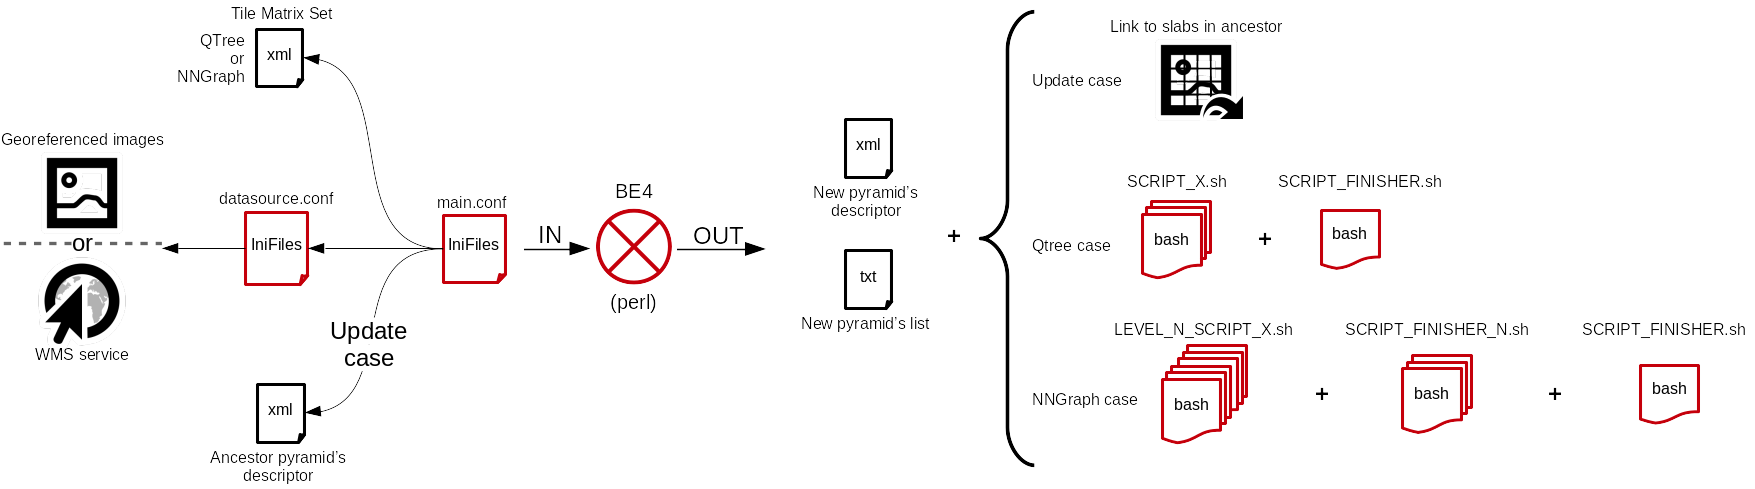 Tile Matrix Set
QTree
or
NNGraph
xml
Georeferenced images
or
WMS service
datasource.conf
IniFiles
main.conf
IniFiles
Update
case
xml
Ancestor pyramid's
descriptor
IN
BE4
(perl)
OUT
xml
New pyramid's
descriptor
txt
New pyramid's list
+
Link to slabs in ancestor
Update case
SCRIPT_X.sh
SCRIPT_FINISHER.sh
Qtree case
bash
+
bash
LEVEL_N_SCRIPT_X.sh
SCRIPT_FINISHER_N.sh
SCRIPT_FINISHER.sh
NNGraph case
bash
+
bash
+
bash